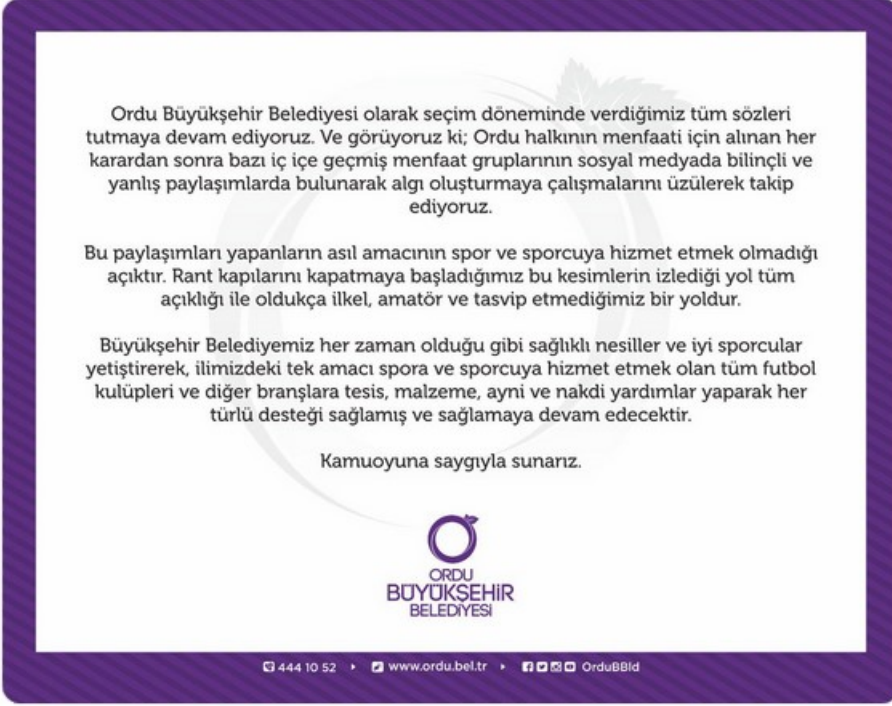 Ordu Büyükşehir Belediyesi olarak seçim döneminde verdiğimiz tüm sözleri
tutmaya devam ediyoruz. Ve görüyoruz ki; Ordu halkının menfaati için alınan her
karardan sonra bazı iç içe geçmiş menfaat gruplarının sosyal medyada bilinçli ve
yanlış paylaşımlarda bulunarak algı oluşturmaya çalışmalarını üzülerek takip
ediyoruz.
Bu paylaşımları yapanların asıl amacının spor ve sporcuya hizmet etmek olmadığı
açıktır. Rant kapılarını kapatmaya başladığımız bu kesimlerin izlediği yol tüm
açıklığı ile oldukça ilkel, amatör ve tasvip etmediğimiz bir yoldur.
Büyükşehir Belediyemiz her zaman olduğu gibi sağlıklı nesiller ve iyi sporcular
yetiştirerek, ilimizdeki tek amacı spora ve sporcuya hizmet etmek olan tüm futbol
kulüpleri ve diğer branşlara tesis, malzeme, ayni ve nakdi yardımlar yaparak her
türlü desteği sağlamış ve sağlamaya devam edecektir.
Kamuoyuna saygıyla sunarız.
ORDU
BÜYÜKŞEHİR
BELEDİYESİ
444 10 52 www.ordu.bel.tr OrduBBld